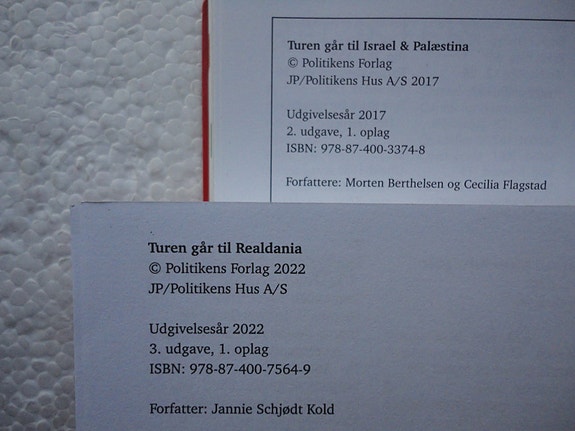 Turen går til Israel & Palæstina
© Politikens Forlag
JP/Politikens Hus A/S 2017
Udgivelsesår 2017
2. udgave, 1. oplag
ISBN: 978-87-400-3374-8
Forfattere: Morten Berthelsen og Cecilia Flagstad
Turen går til Realdania
© Politikens Forlag 2022
JP/Politikens Hus A/S
Udgivelsesår 2022
3. udgave, 1. oplag
ISBN: 978-87-400-7564-9
Forfatter: Jannie Schjødt Kold